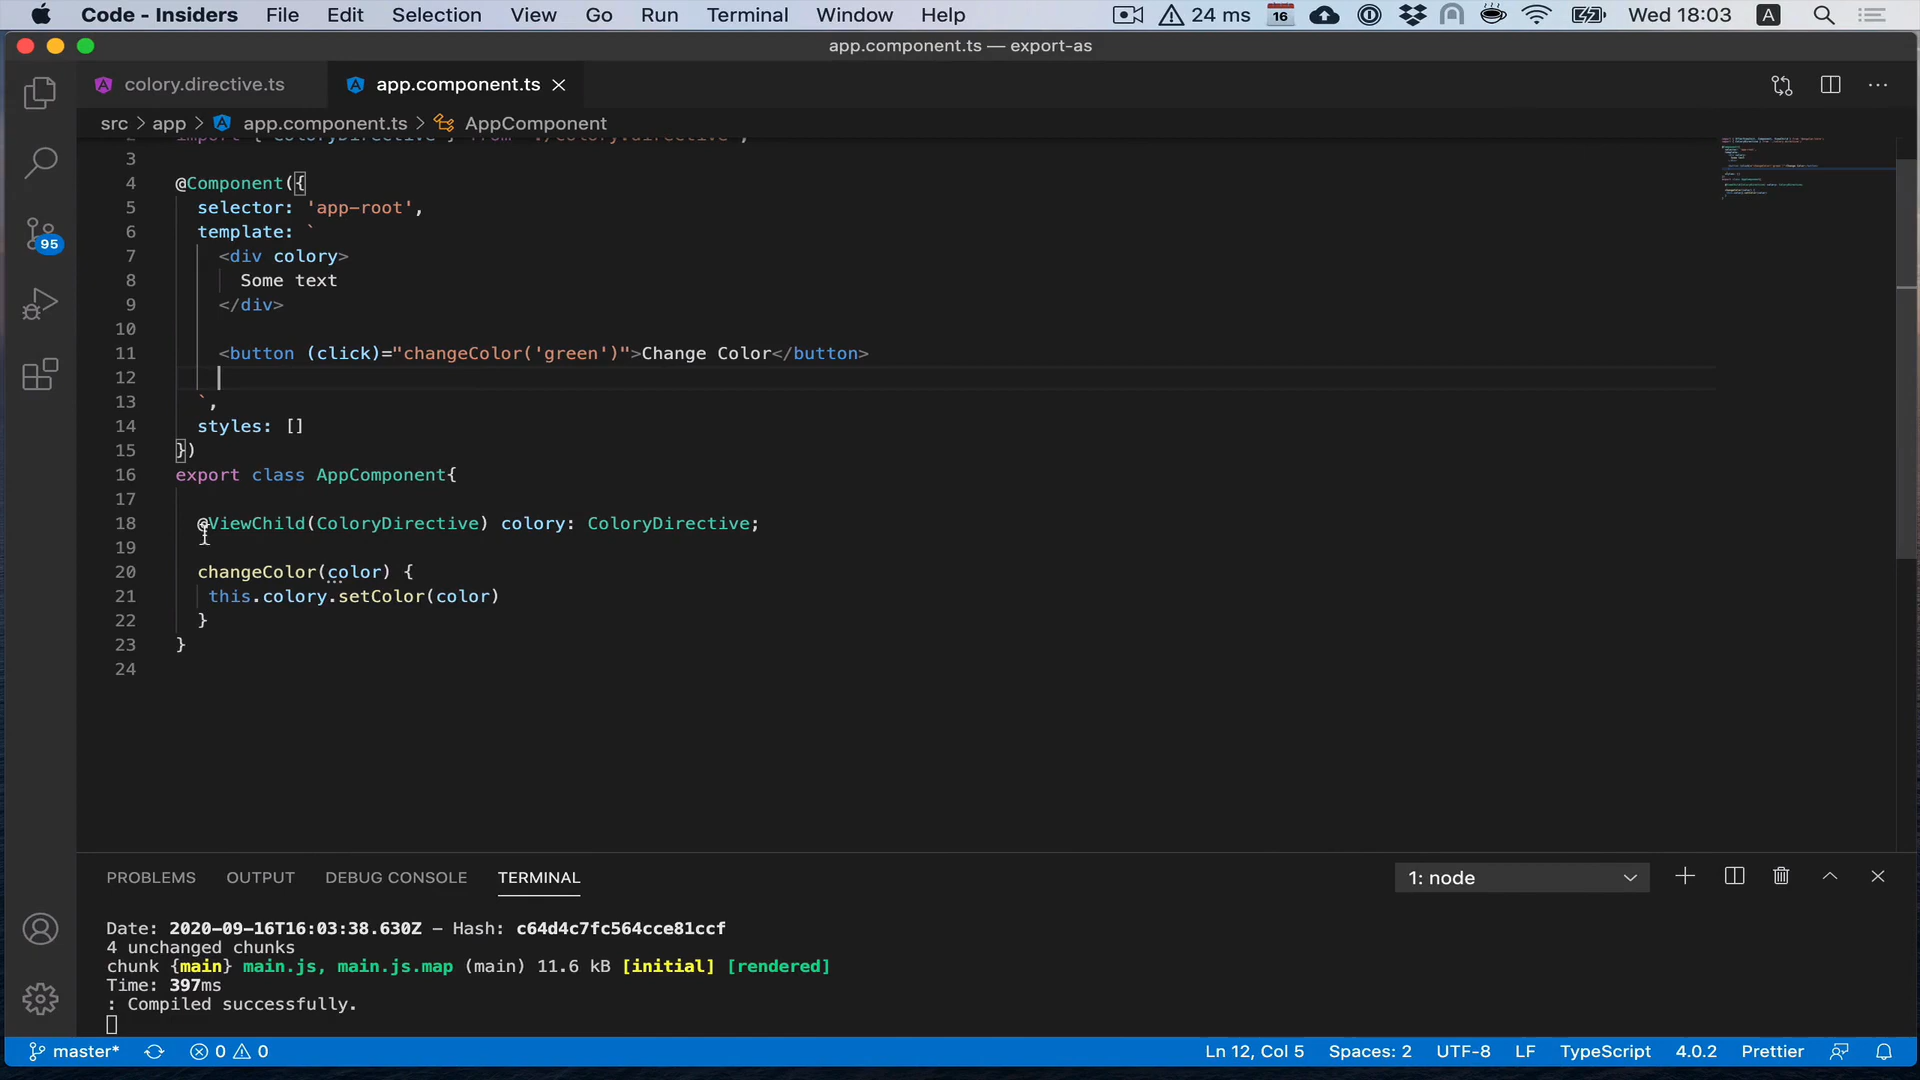 Code - Insiders File Edit Selection View Go Run Terminal Window Help 24 ms 16 Wed 18:03 A
app.component.ts — export-as
colory.directive.ts app.component.ts
src > app > app.component.ts > AppComponent
2 import { ColoryDirective } from './colory.directive';
3
4 @Component({
5 selector: 'app-root',
6 template: `
7 <div colory>
8 Some text
9 </div>
10
11 <button (click)="changeColor('green')">Change Color</button>
12
13 `,
14 styles: []
15 })
16 export class AppComponent{
17
18 @ViewChild(ColoryDirective) colory: ColoryDirective;
19
20 changeColor(color) {
21 this.colory.setColor(color)
22 }
23 }
24
95
PROBLEMS OUTPUT DEBUG CONSOLE TERMINAL 1: node
Date: 2020-09-16T16:03:38.630Z - Hash: c64d4c7fc564cce81ccf
4 unchanged chunks
chunk {main} main.js, main.js.map (main) 11.6 kB [initial] [rendered]
Time: 397ms
: Compiled successfully.
master* 0 0 Ln 12, Col 5 Spaces: 2 UTF-8 LF TypeScript 4.0.2 Prettier